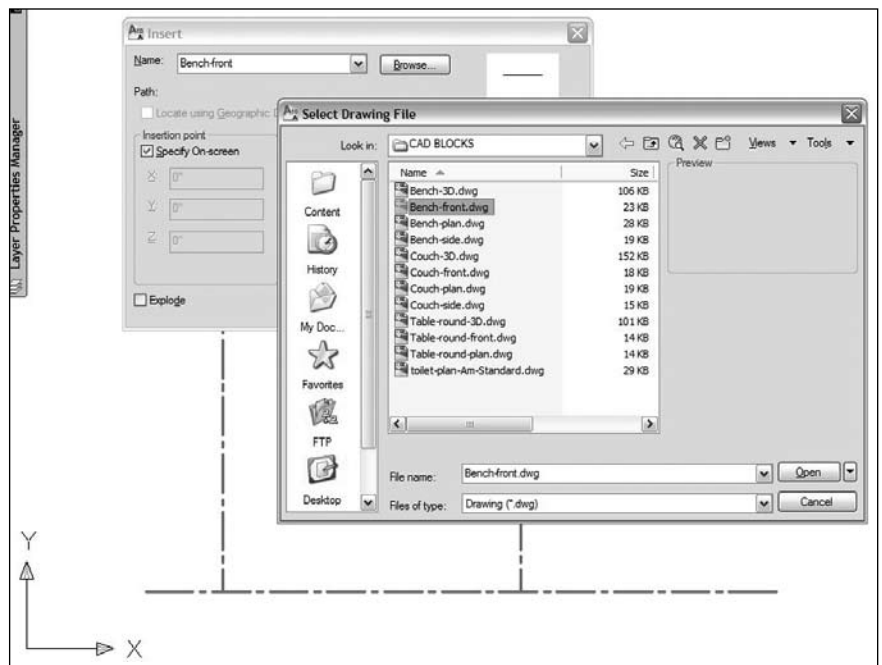 Layer Properties Manager
Insert
Name:
Bench-front
Browse...
Path:
Locate using Geographic
Insertion point
Specify On-screen
X: 0"
Y: 0"
Z: 0"
Explode
Select Drawing File
Look in: CAD BLOCKS
Views Tools
Name Size
Preview
Bench-3D.dwg 106 KB
Bench-front.dwg 23 KB
Bench-plan.dwg 28 KB
Bench-side.dwg 19 KB
Couch-3D.dwg 152 KB
Couch-front.dwg 18 KB
Couch-plan.dwg 19 KB
Couch-side.dwg 15 KB
Table-round-3D.dwg 101 KB
Table-round-front.dwg 14 KB
Table-round-plan.dwg 14 KB
toilet-plan-Am-Standard.dwg 29 KB
Content
History
My Doc...
Favorites
FTP
Desktop
File name: Bench-front.dwg Open
Files of type: Drawing (*.dwg) Cancel
Y
X